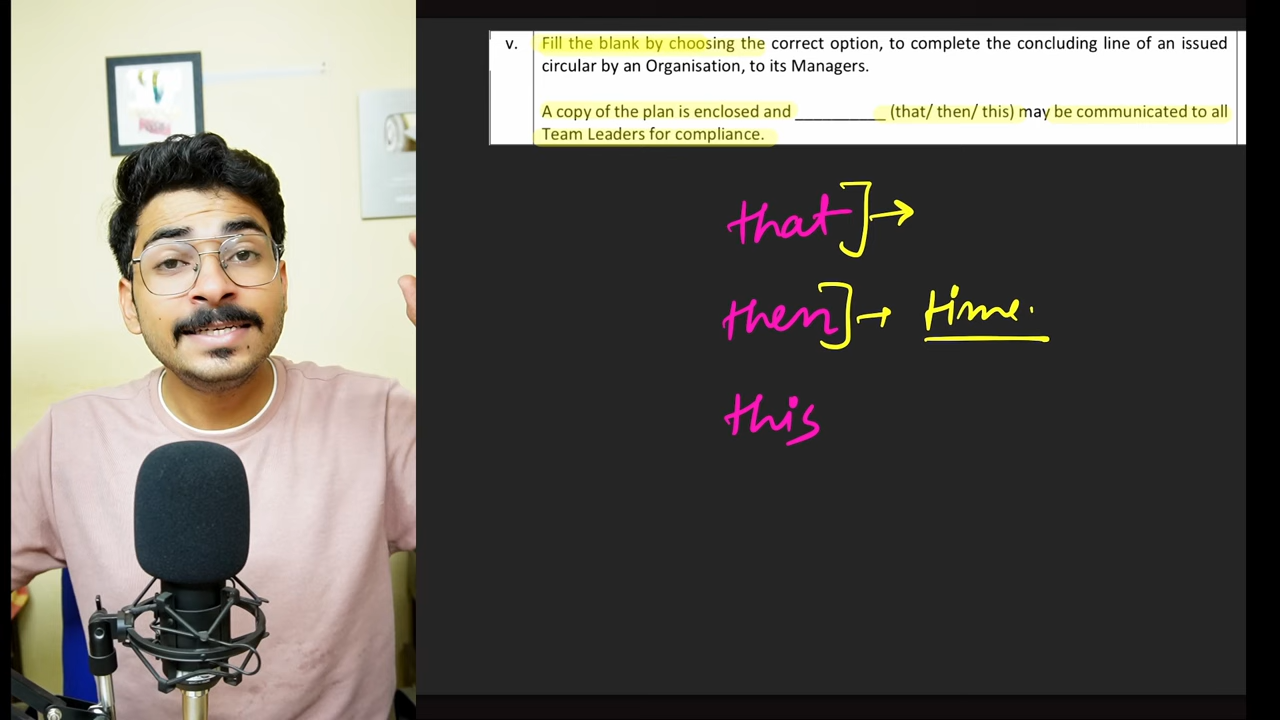 v. Fill the blank by choosing the correct option, to complete the concluding line of an issued
circular by an Organisation, to its Managers.
A copy of the plan is enclosed and __________ (that/ then/ this) may be communicated to all
Team Leaders for compliance.
that
then → time.
this